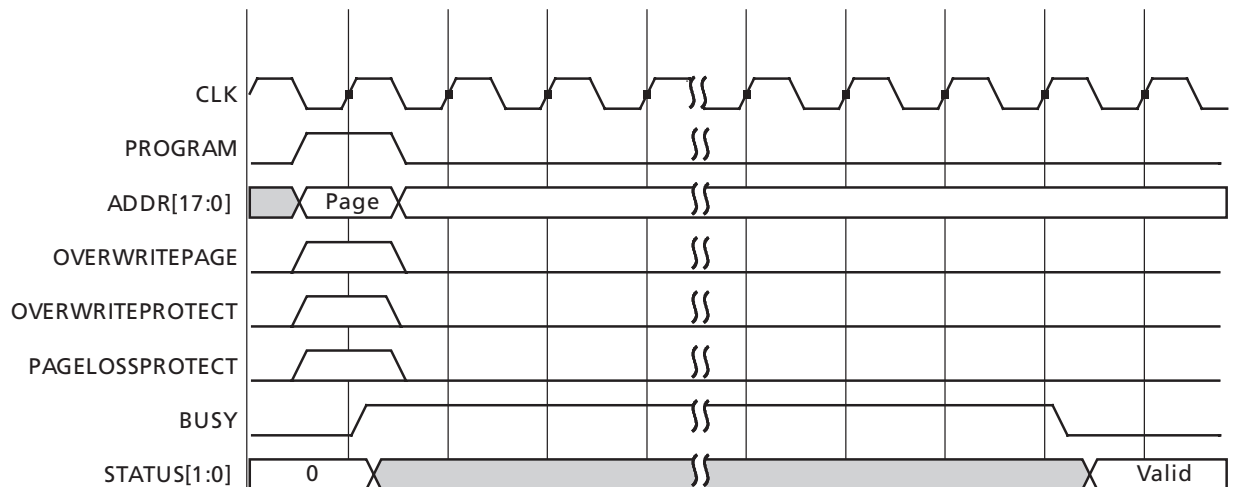 CLK
PROGRAM
ADDR[17:0] Page
OVERWRITEPAGE
OVERWRITEPROTECT
PAGELOSSPROTECT
BUSY
STATUS[1:0] 0 Valid